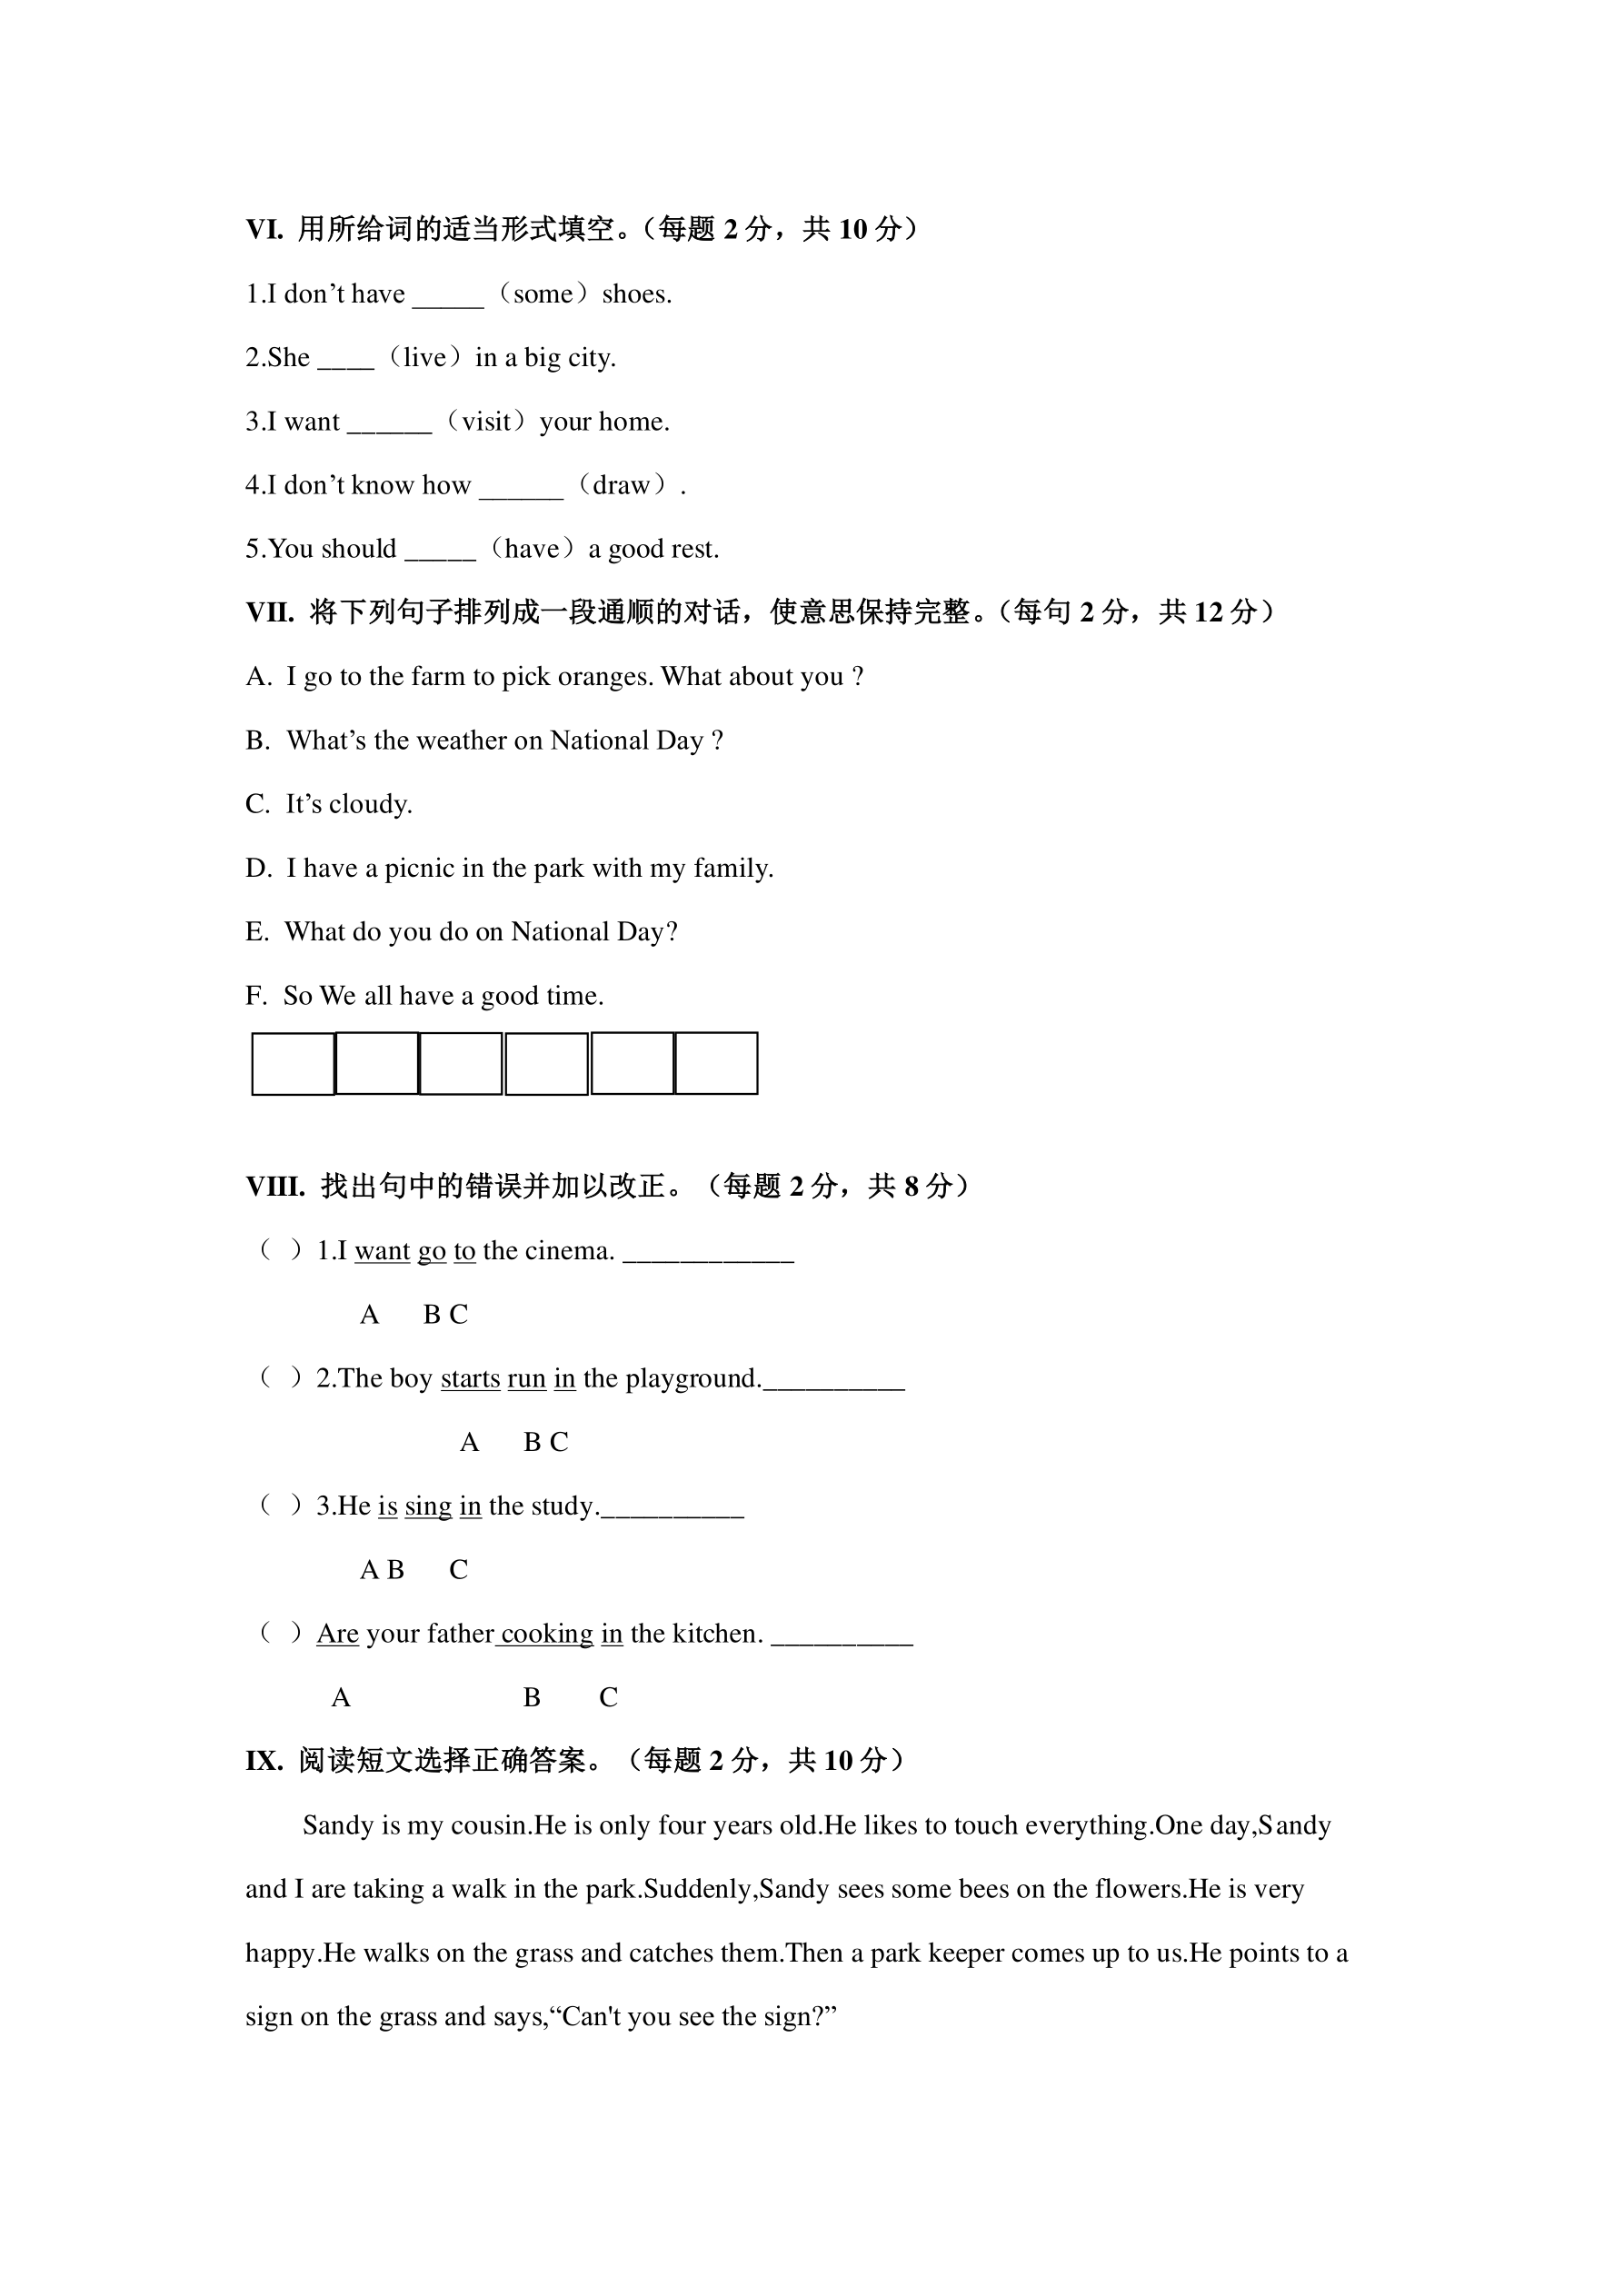 VI. 用所给词的适当形式填空。（每题 2 分，共 10 分）
1.I don’t have _____（some）shoes.
2.She ____（live）in a big city.
3.I want ______（visit）your home.
4.I don’t know how ______（draw）.
5.You should _____（have）a good rest.
VII. 将下列句子排列成一段通顺的对话，使意思保持完整。（每句 2 分，共 12 分）
A. I go to the farm to pick oranges. What about you ?
B. What’s the weather on National Day ?
C. It’s cloudy.
D. I have a picnic in the park with my family.
E. What do you do on National Day?
F. So We all have a good time.
VIII. 找出句中的错误并加以改正。（每题 2 分，共 8 分）
（ ）1.I want go to the cinema. ____________
A B C
（ ）2.The boy starts run in the playground.__________
A B C
（ ）3.He is sing in the study.__________
A B C
（ ）Are your father cooking in the kitchen. __________
A B C
IX. 阅读短文选择正确答案。（每题 2 分，共 10 分）
Sandy is my cousin.He is only four years old.He likes to touch everything.One day,Sandy
and I are taking a walk in the park.Suddenly,Sandy sees some bees on the flowers.He is very
happy.He walks on the grass and catches them.Then a park keeper comes up to us.He points to a
sign on the grass and says,“Can't you see the sign?”